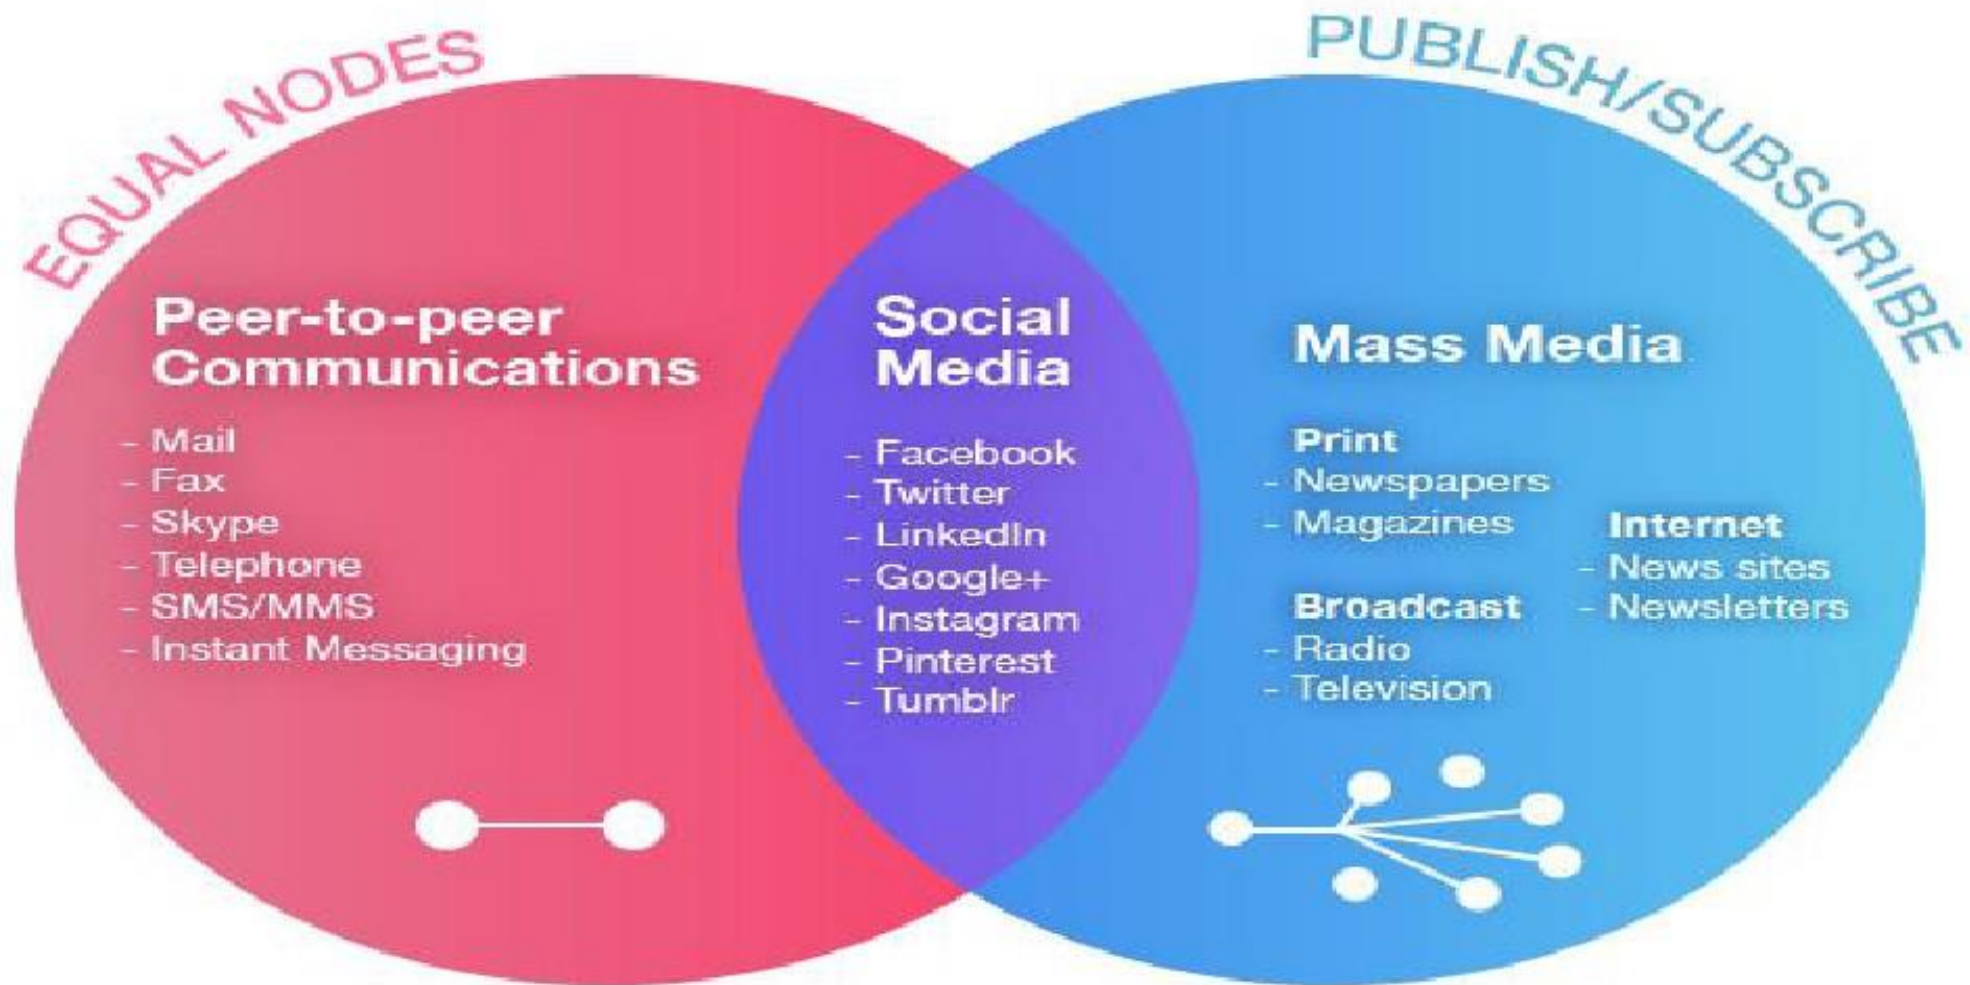 EQUAL NODES
PUBLISH/SUBSCRIBE
Peer-to-peer
Communications
- Mail
- Fax
- Skype
- Telephone
- SMS/MMS
- Instant Messaging
Social
Media
- Facebook
- Twitter
- LinkedIn
- Google+
- Instagram
- Pinterest
- Tumblr
Mass Media
Print
- Newspapers
- Magazines
Broadcast
- Radio
- Television
Internet
- News sites
- Newsletters